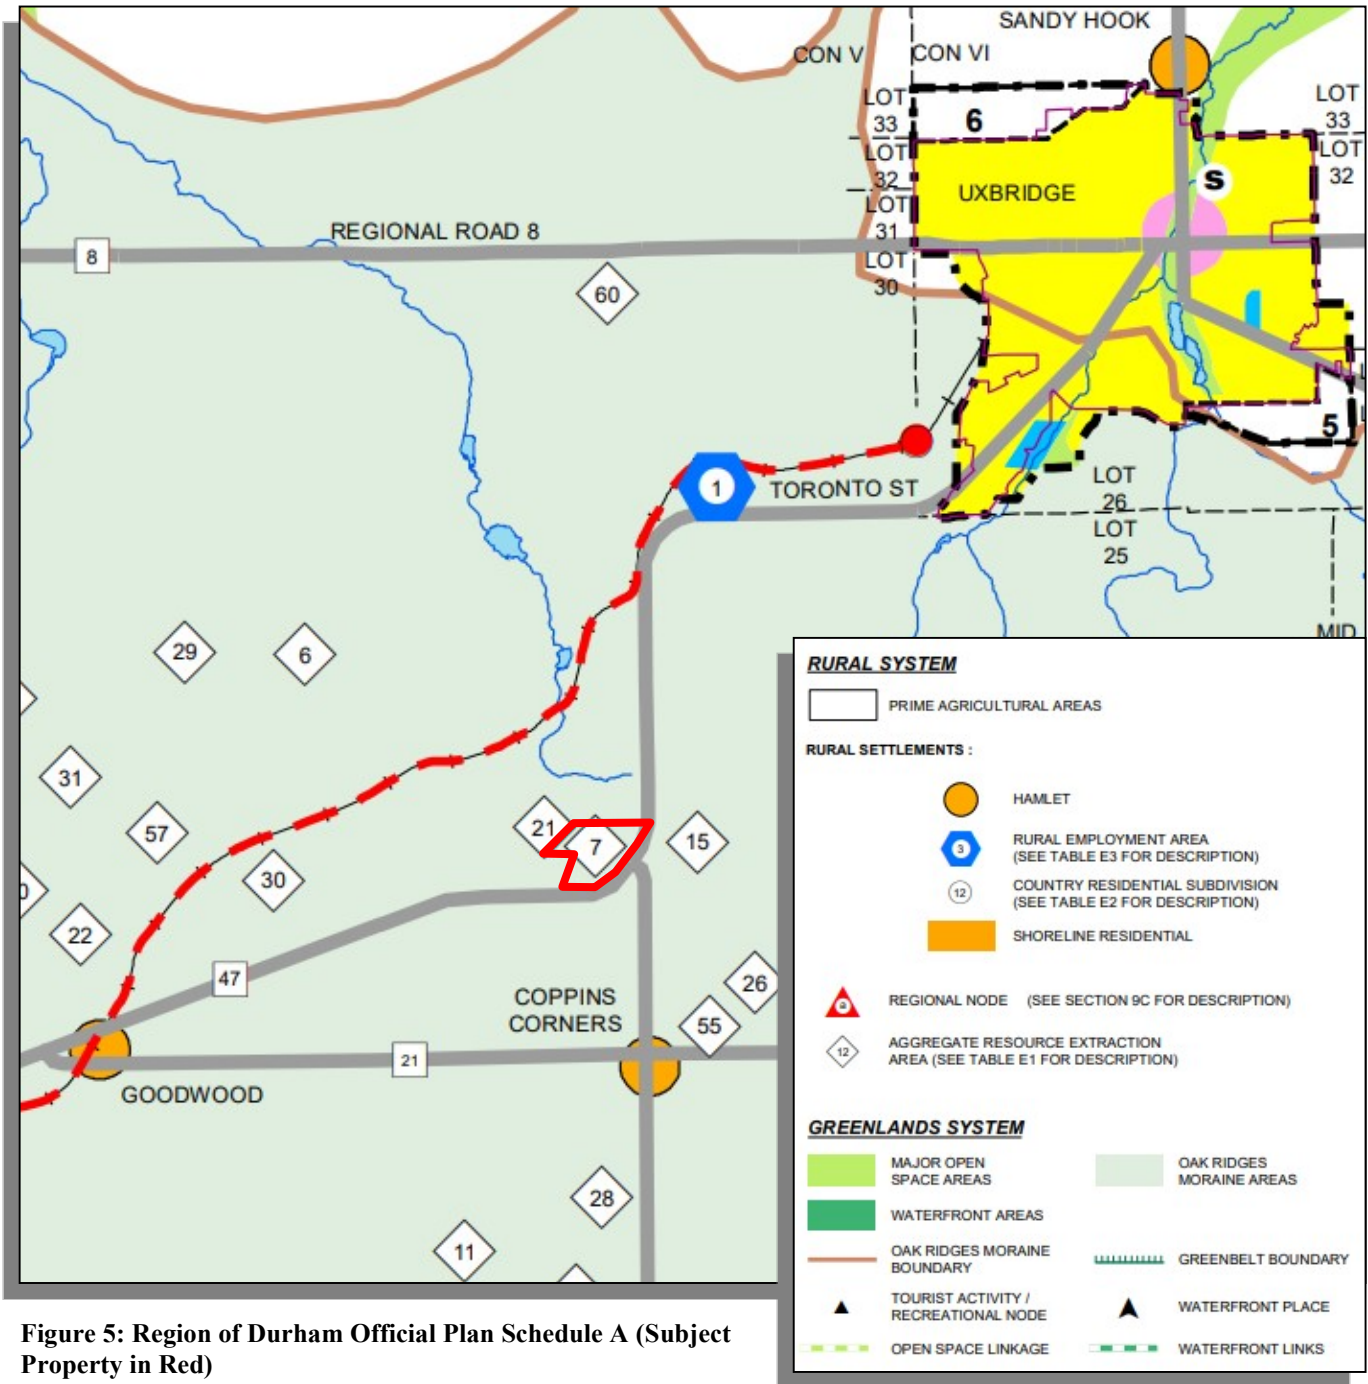 SANDY HOOK
CON V
CON VI
LOT
33
6
LOT
33
LOT
32
LOT
32
S
UXBRIDGE
LOT
31
REGIONAL ROAD 8
8
LOT
30
60
5
1
TORONTO ST
LOT
26
LOT
25
MID
29
6
31
57
21
7
15
30
22
47
26
COPPINS
CORNERS
55
21
GOODWOOD
28
11
RURAL SYSTEM
PRIME AGRICULTURAL AREAS
RURAL SETTLEMENTS :
HAMLET
3
RURAL EMPLOYMENT AREA
(SEE TABLE E3 FOR DESCRIPTION)
12
COUNTRY RESIDENTIAL SUBDIVISION
(SEE TABLE E2 FOR DESCRIPTION)
SHORELINE RESIDENTIAL
a
REGIONAL NODE (SEE SECTION 9C FOR DESCRIPTION)
12
AGGREGATE RESOURCE EXTRACTION
AREA (SEE TABLE E1 FOR DESCRIPTION)
GREENLANDS SYSTEM
MAJOR OPEN
SPACE AREAS
OAK RIDGES
MORAINE AREAS
WATERFRONT AREAS
OAK RIDGES MORAINE
BOUNDARY
GREENBELT BOUNDARY
TOURIST ACTIVITY /
RECREATIONAL NODE
WATERFRONT PLACE
OPEN SPACE LINKAGE
WATERFRONT LINKS
Figure 5: Region of Durham Official Plan Schedule A (Subject
Property in Red)